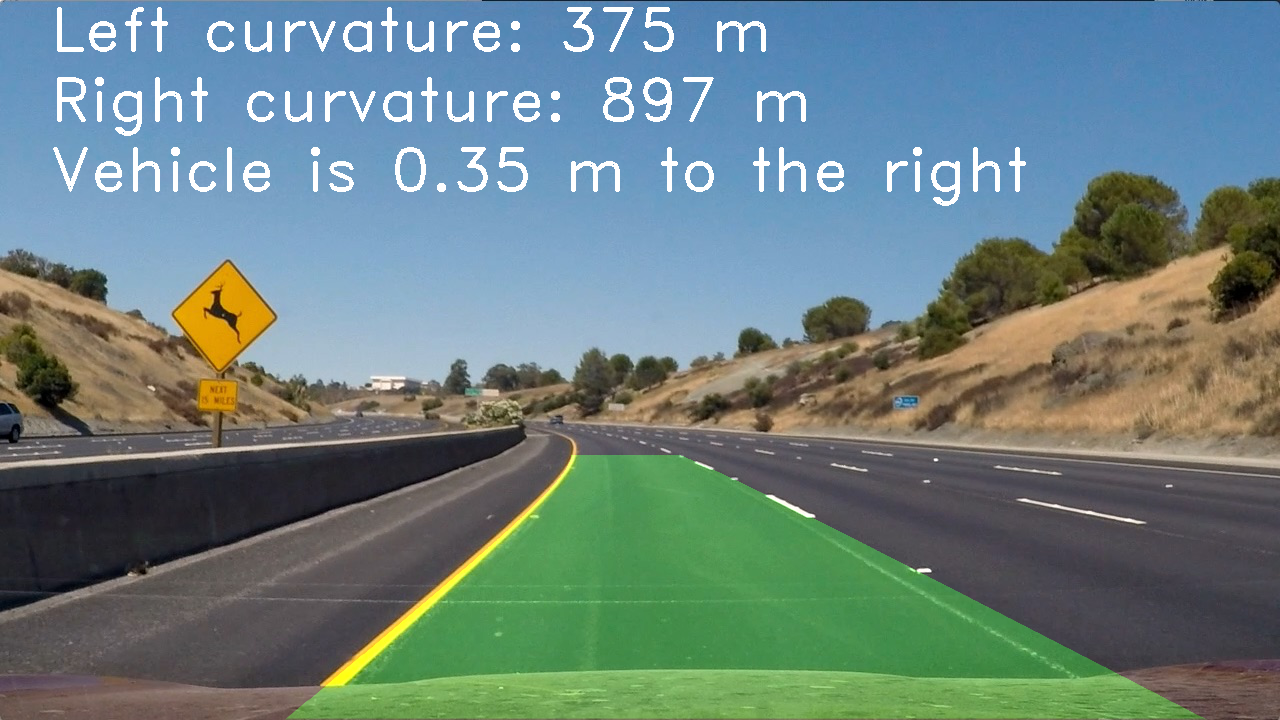 Left curvature: 375 m
Right curvature: 897 m
Vehicle is 0.35 m to the right
NEXT
15 MILES